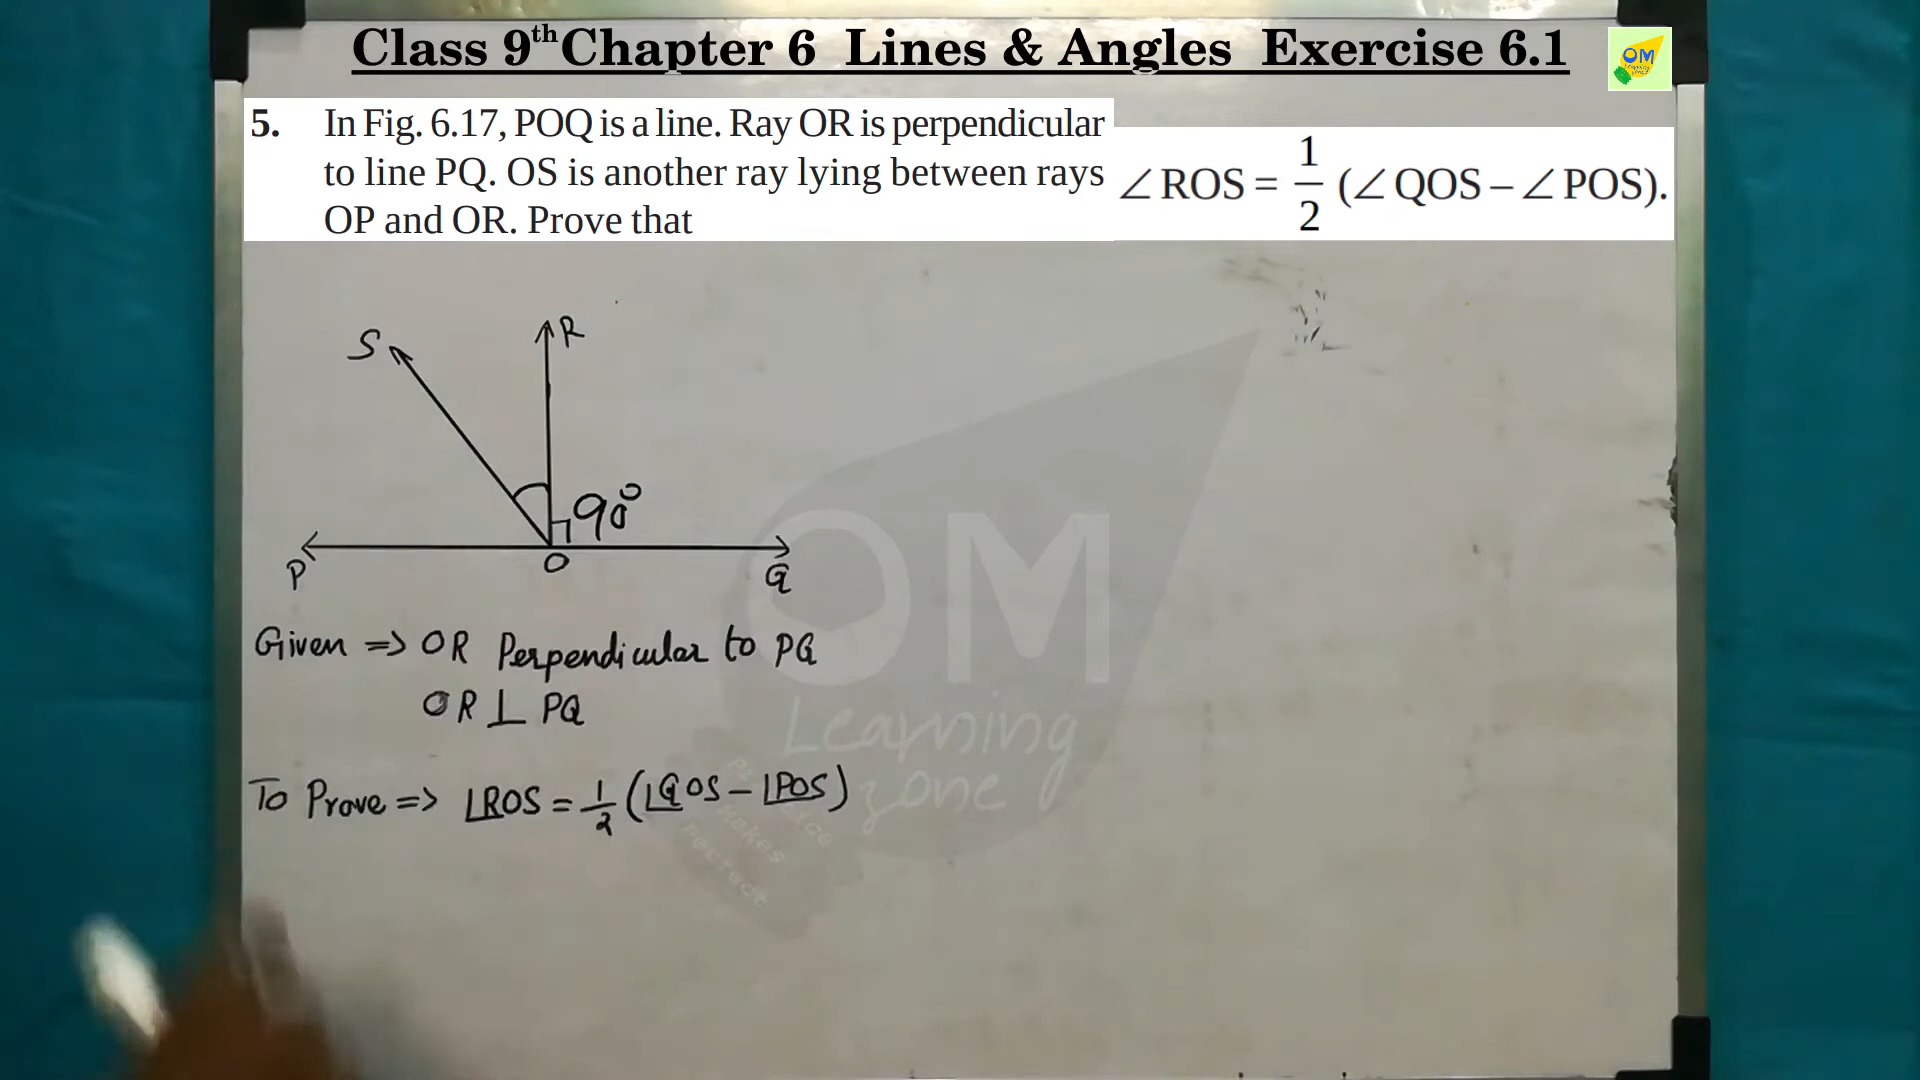 Class 9th Chapter 6 Lines & Angles Exercise 6.1
OM
Learning
Zone
5. In Fig. 6.17, POQ is a line. Ray OR is perpendicular
to line PQ. OS is another ray lying between rays
OP and OR. Prove that
∠ROS = 1/2 (∠QOS – ∠POS).
S
R
90°
P
O
Q
Given => OR Perpendicular to PQ
OR ⊥ PQ
To Prove => ∠ROS = 1/2 (∠QOS - ∠POS)
OM
Learning
zone
Makes